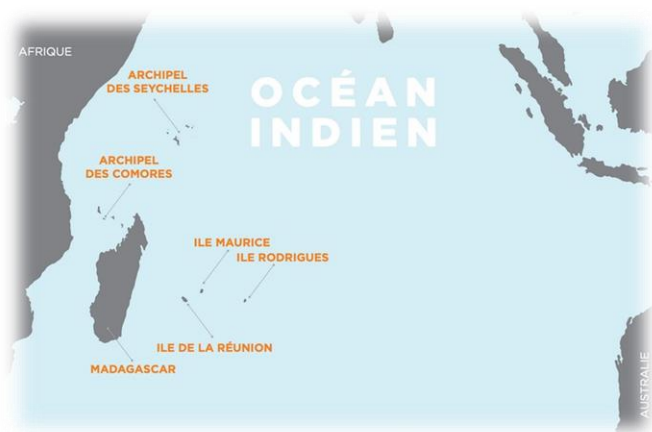 AFRIQUE
ARCHIPEL
DES SEYCHELLES
OCÉAN
INDIEN
ARCHIPEL
DES COMORES
ILE MAURICE
ILE RODRIGUES
ILE DE LA RÉUNION
MADAGASCAR
AUSTRALIE